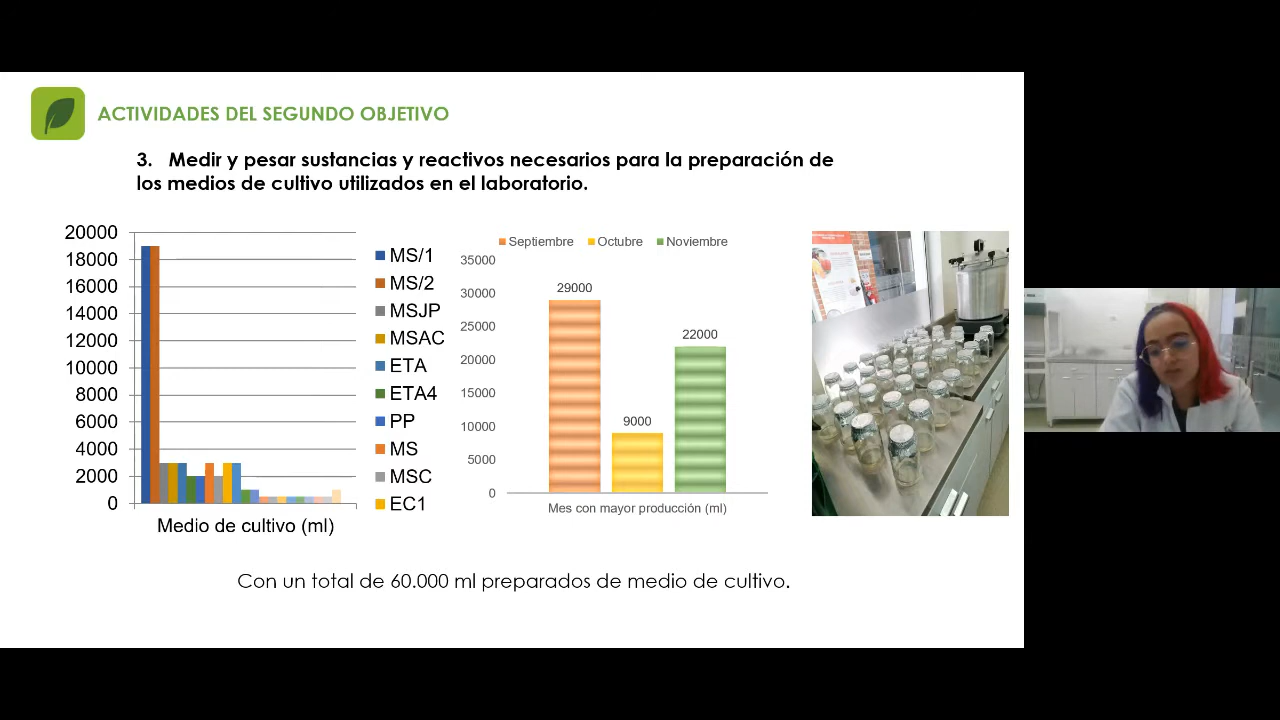 ACTIVIDADES DEL SEGUNDO OBJETIVO
3. Medir y pesar sustancias y reactivos necesarios para la preparación de
los medios de cultivo utilizados en el laboratorio.
20000
18000
16000
14000
12000
10000
8000
6000
4000
2000
0
Medio de cultivo (ml)
MS/1
MS/2
MSJP
MSAC
ETA
ETA4
PP
MS
MSC
EC1
Septiembre
Octubre
Noviembre
35000
30000
25000
20000
15000
10000
5000
0
29000
9000
22000
Mes con mayor producción (ml)
Con un total de 60.000 ml preparados de medio de cultivo.